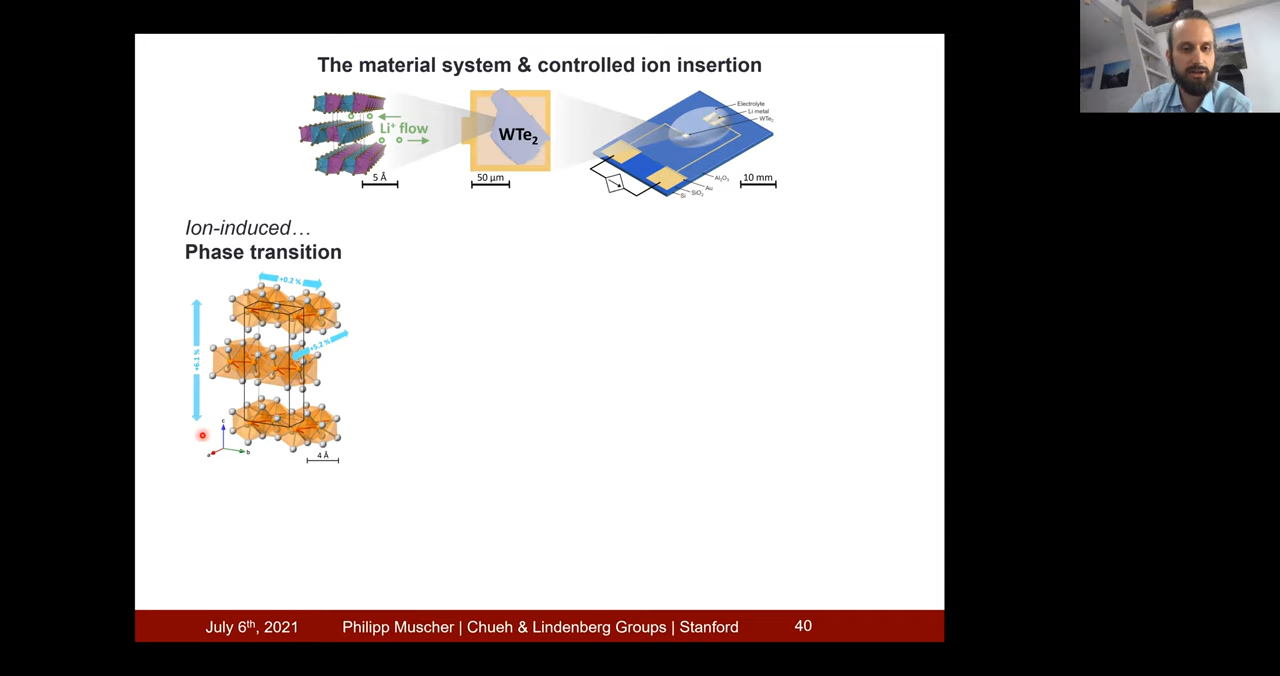 The material system & controlled ion insertion
Li⁺ flow
5 Å
WTe₂
50 µm
Electrolyte
Li metal
WTe₂
Al₂O₃
Au
SiO₂
Si
10 mm
Ion-induced…
Phase transition
+0.2 %
+6.1 %
+5.2 %
c
a
b
4 Å
July 6th, 2021
Philipp Muscher | Chueh & Lindenberg Groups | Stanford
40